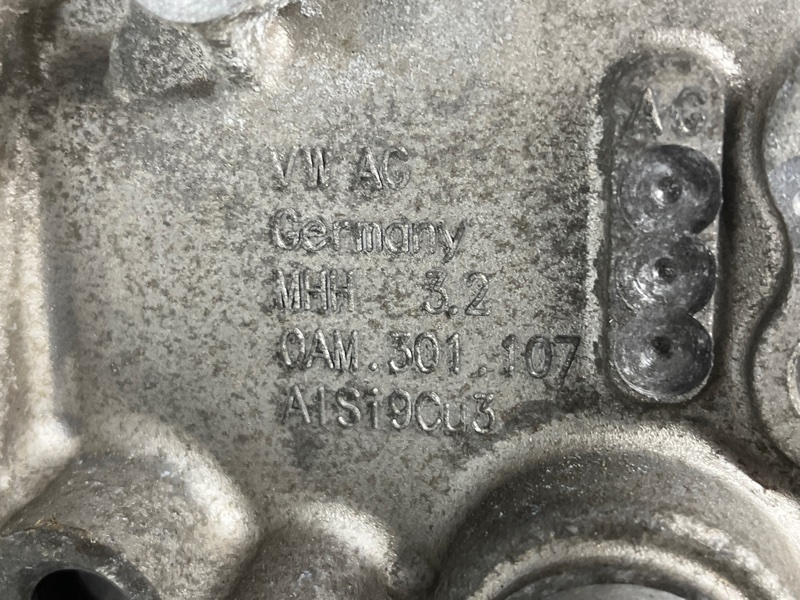 AG
VW AG
Germany
MHH 3.2
0AM.301.107
AlSi9Cu3